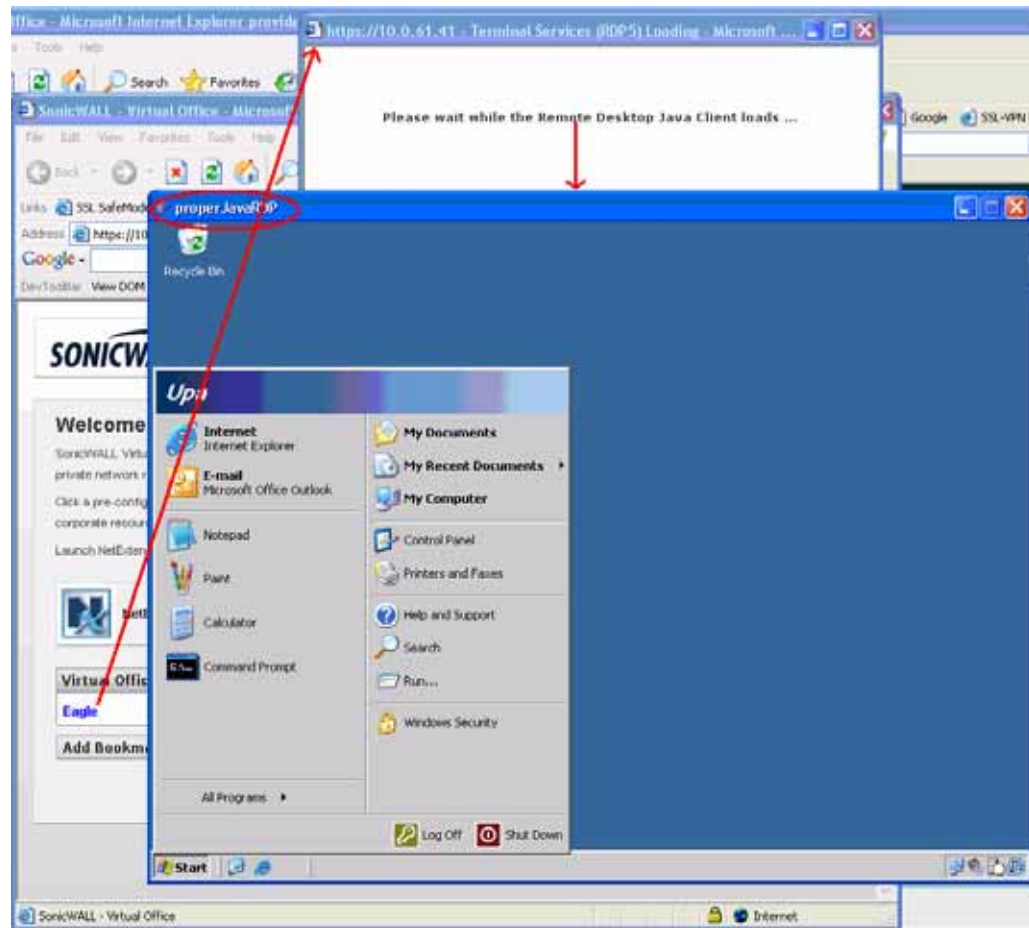 ffice - Microsoft Internet Explorer provide
Tools Help
Search Favorites
https://10.0.61.41 - Terminal Services (RDP5) Loading - Microsoft ...
Please wait while the Remote Desktop Java Client loads ...
Google SSL-VPN
SonicWALL - Virtual Office - Microsoft
File Edit View Favorites Tools Help
Back
Links SSL SafeMode
Address https://10
Google
DevToolBar View DOM
properJavaRDP
Recycle Bin
SONICW
Welcome
SonicWALL Virtu
private network r
Click a pre-config
corporate resour
Launch NetExten
NetE
Virtual Offic
Eagle
Add Bookm
Upa
Internet
Internet Explorer
E-mail
Microsoft Office Outlook
Notepad
Paint
Calculator
Command Prompt
All Programs
My Documents
My Recent Documents
My Computer
Control Panel
Printers and Faxes
Help and Support
Search
Run...
Windows Security
Log Off Shut Down
Start
SonicWALL - Virtual Office Internet